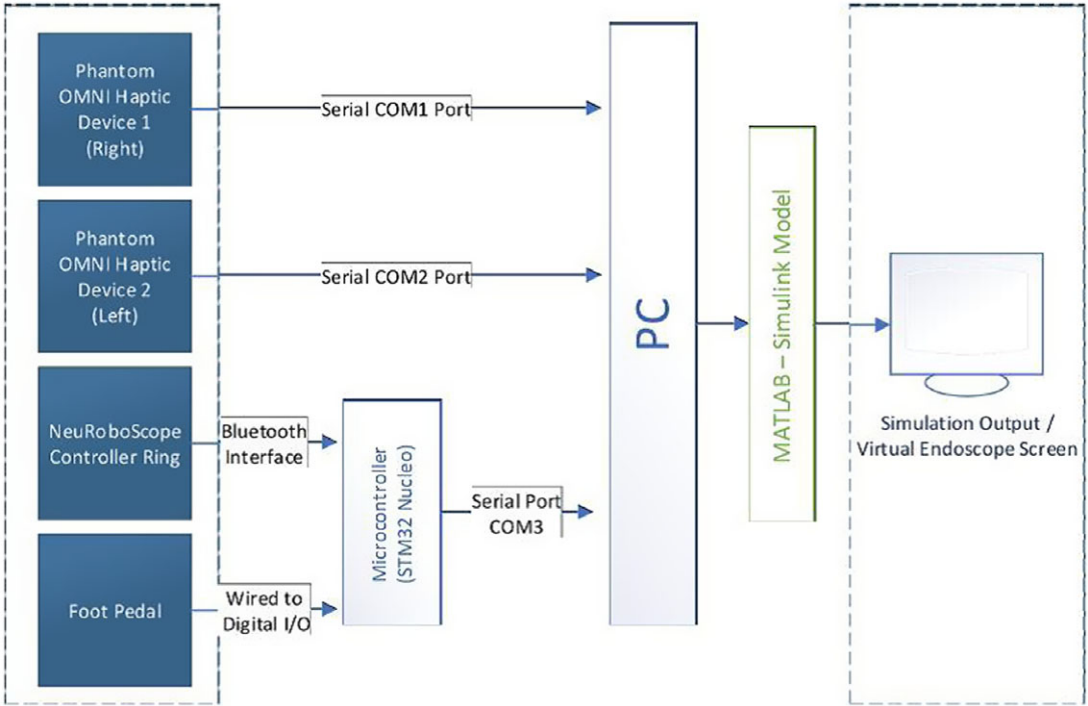 Phantom
OMNI Haptic
Device 1
(Right)
Serial COM1 Port
Phantom
OMNI Haptic
Device 2
(Left)
Serial COM2 Port
NeuRoboScope
Controller Ring
Bluetooth
Interface
Foot Pedal
Wired to
Digital I/O
Microcontroller
(STM32 Nucleo)
Serial Port
COM3
PC
MATLAB – Simulink Model
Simulation Output /
Virtual Endoscope Screen